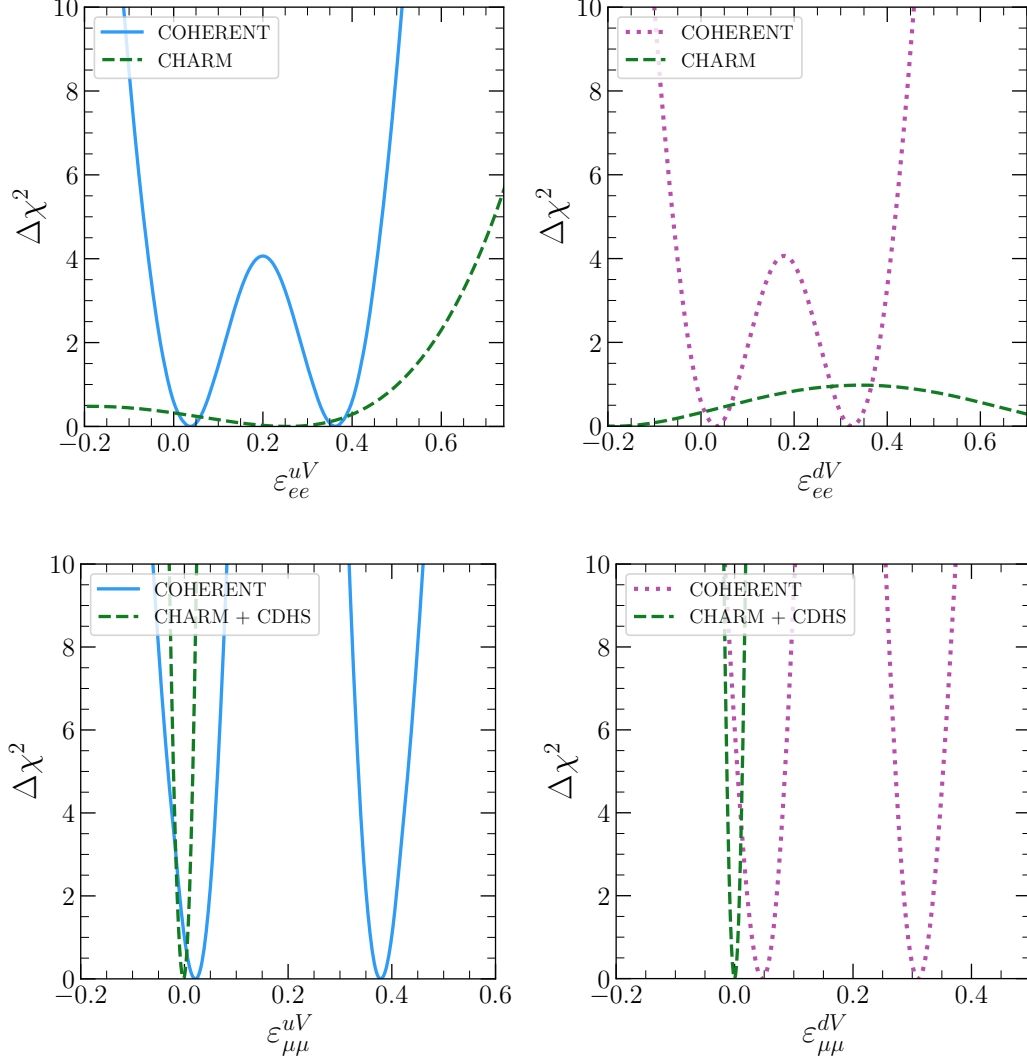 10
8
6
4
2
0
Δχ²
COHERENT
CHARM
−0.2 0.0 0.2 0.4 0.6
ε_{ee}^{uV}
10
8
6
4
2
0
Δχ²
COHERENT
CHARM
−0.2 0.0 0.2 0.4 0.6
ε_{ee}^{dV}
10
8
6
4
2
0
Δχ²
COHERENT
CHARM + CDHS
−0.2 0.0 0.2 0.4 0.6
ε_{μμ}^{uV}
10
8
6
4
2
0
Δχ²
COHERENT
CHARM + CDHS
−0.2 0.0 0.2 0.4
ε_{μμ}^{dV}